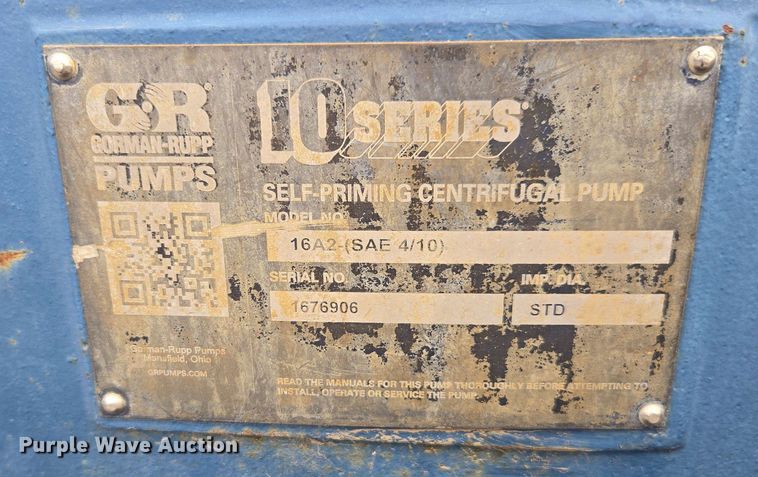 G·R®
GORMAN-RUPP
PUMPS
10 SERIES®
SELF-PRIMING CENTRIFUGAL PUMP
MODEL NO.
16A2-(SAE 4/10)
SERIAL NO. IMP. DIA.
1676906 STD
Gorman-Rupp Pumps
Mansfield, Ohio
GRPUMPS.COM
READ THE MANUALS FOR THIS PUMP THOROUGHLY BEFORE ATTEMPTING TO
INSTALL, OPERATE OR SERVICE THE PUMP.
Purple Wave Auction